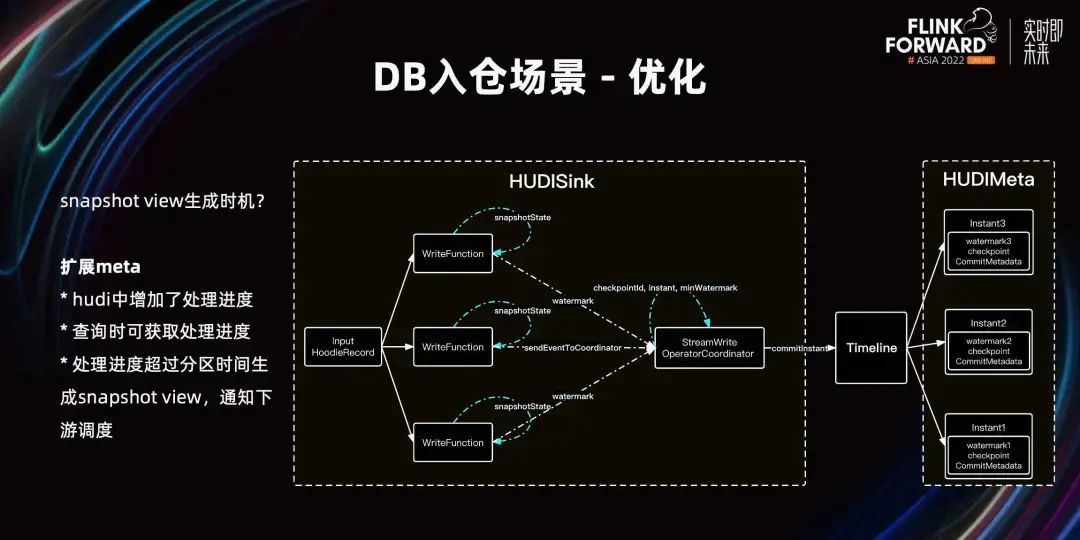 FLINK
FORWARD
# ASIA 2022 ONLINE
实时即
未来
DB入仓场景 - 优化
snapshot view生成时机？
扩展meta
* hudi中增加了处理进度
* 查询时可获取处理进度
* 处理进度超过分区时间生
成snapshot view，通知下
游调度
HUDISink
snapshotState
WriteFunction
watermark
checkpointId, instant, minWatermark
snapshotState
Input
HoodieRecord
WriteFunction
sendEventToCoordinator
StreamWrite
OperatorCoordinator
commitInstant
Timeline
watermark
snapshotState
WriteFunction
HUDIMeta
Instant3
watermark3
checkpoint
CommitMetadata
Instant2
watermark2
checkpoint
CommitMetadata
Instant1
watermark1
checkpoint
CommitMetadata